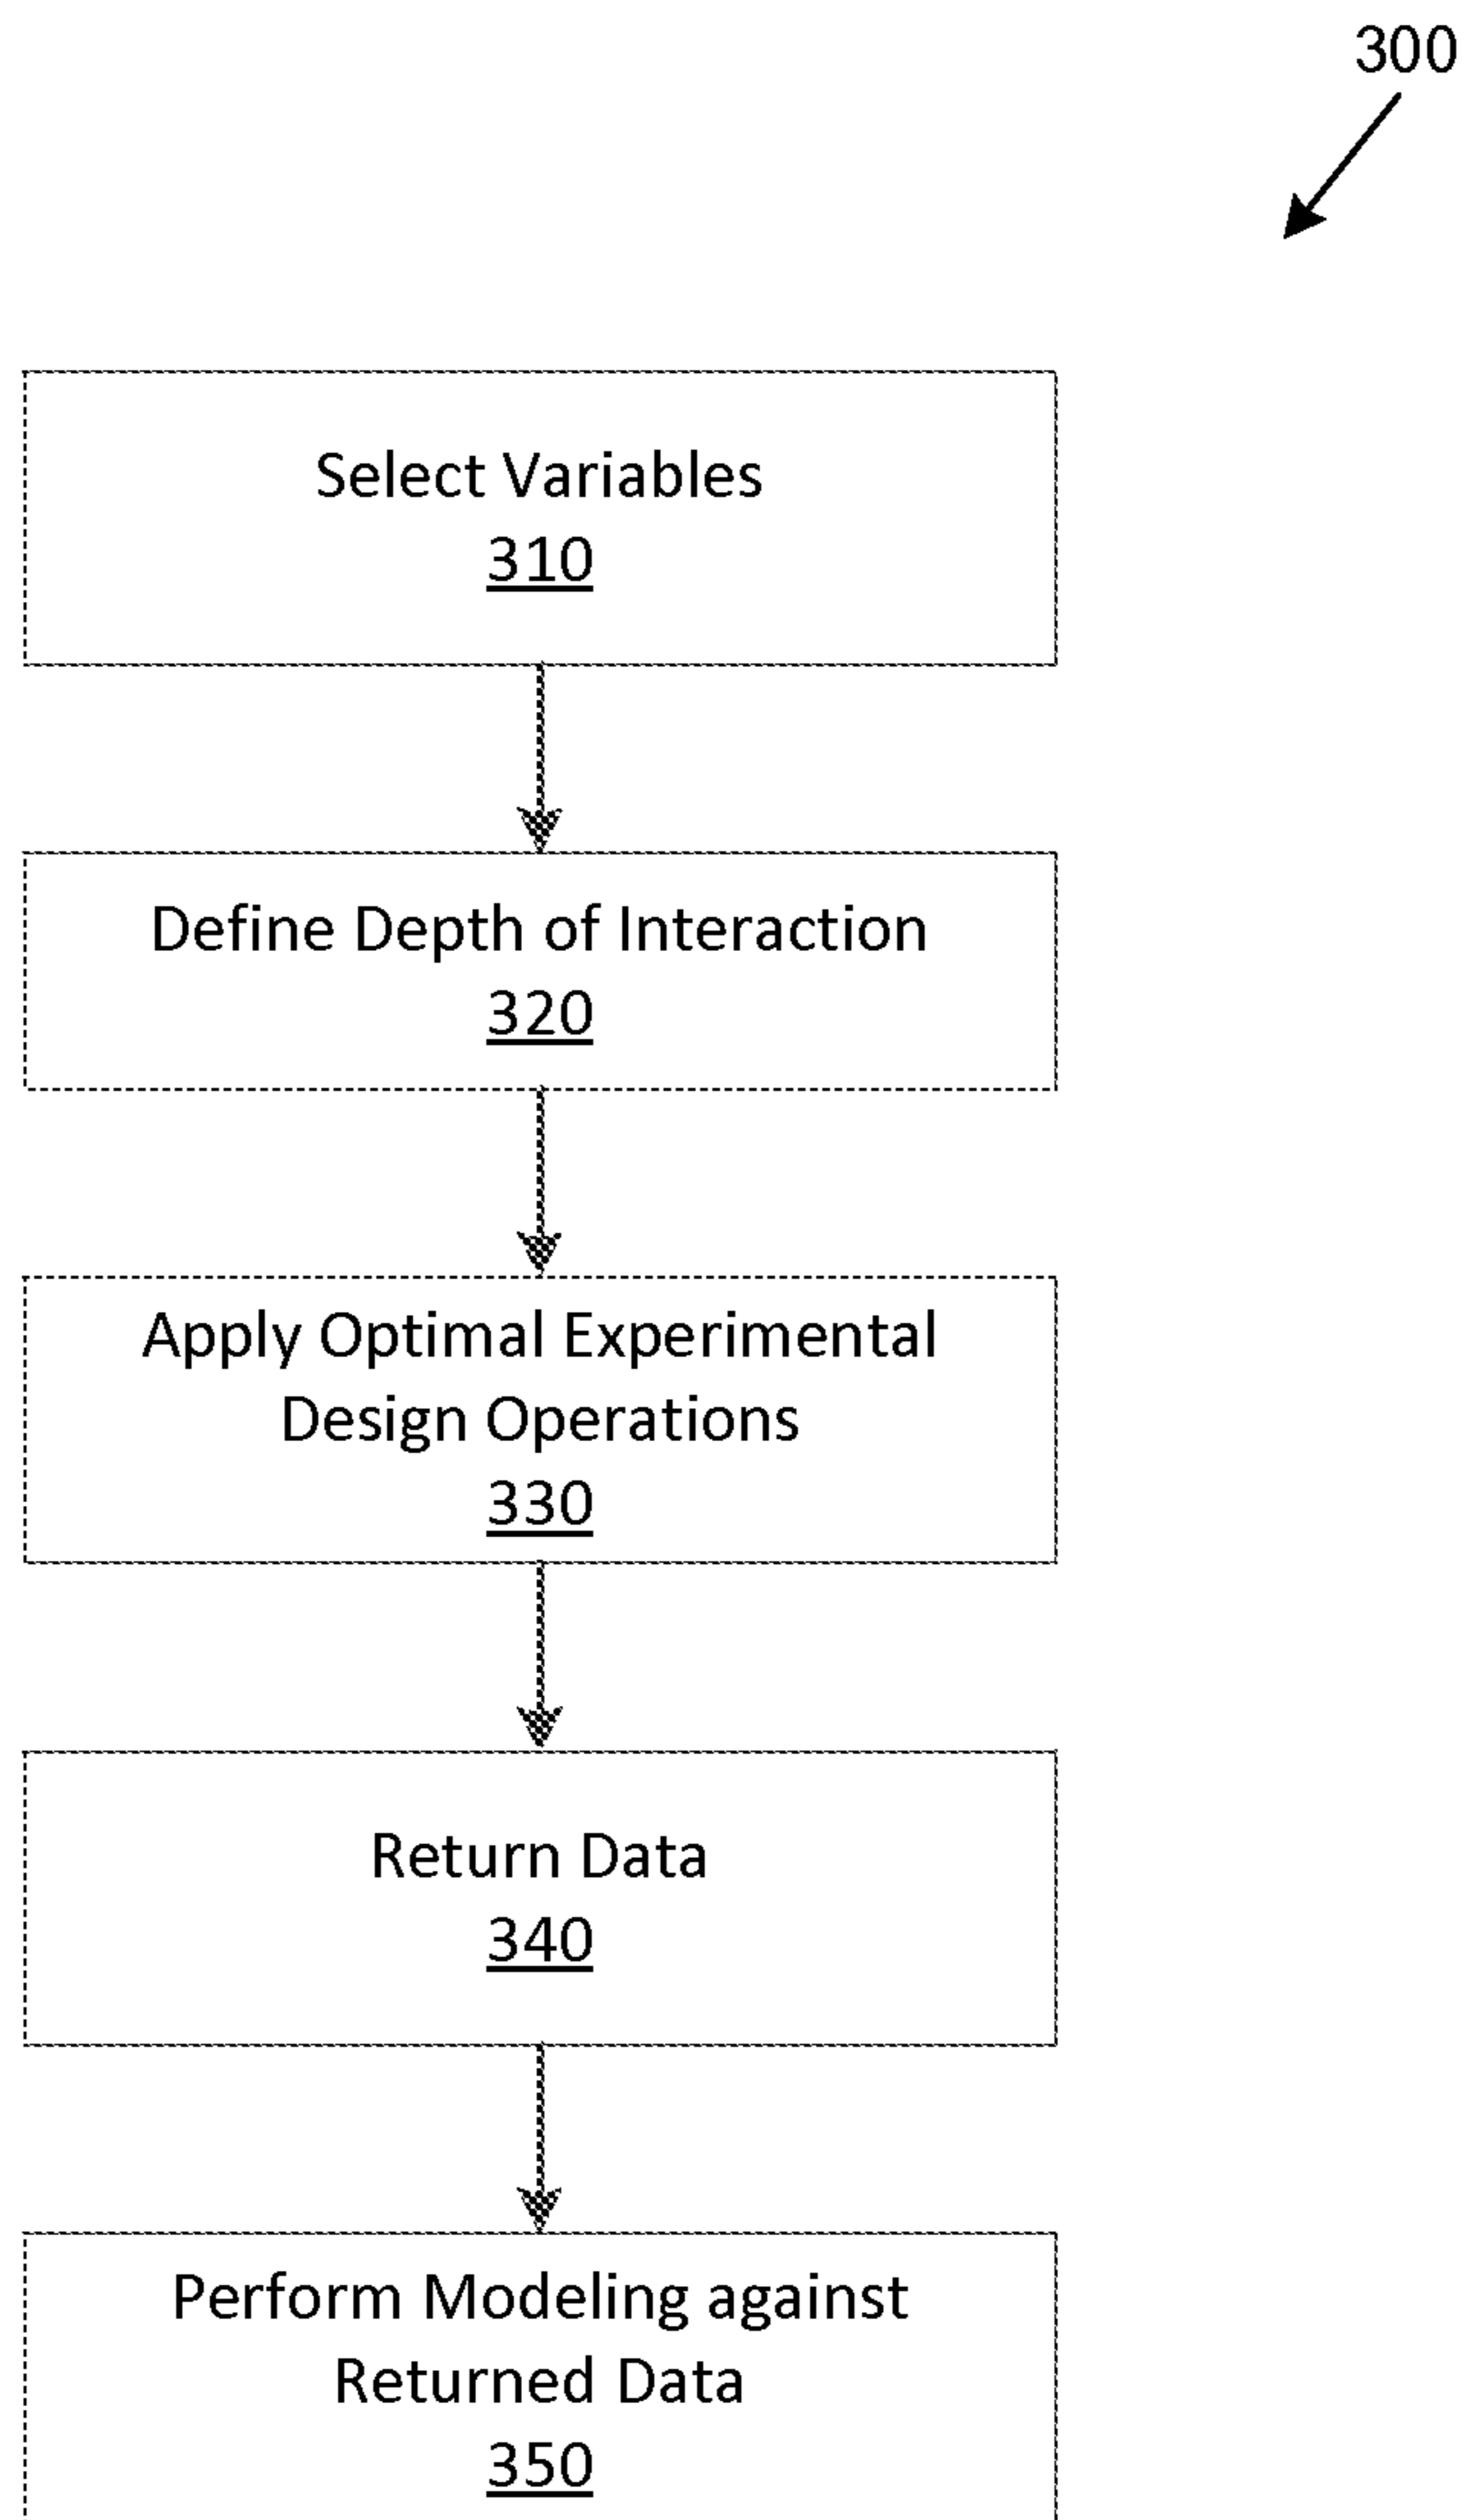 300
Select Variables
310
Define Depth of Interaction
320
Apply Optimal Experimental
Design Operations
330
Return Data
340
Perform Modeling against
Returned Data
350